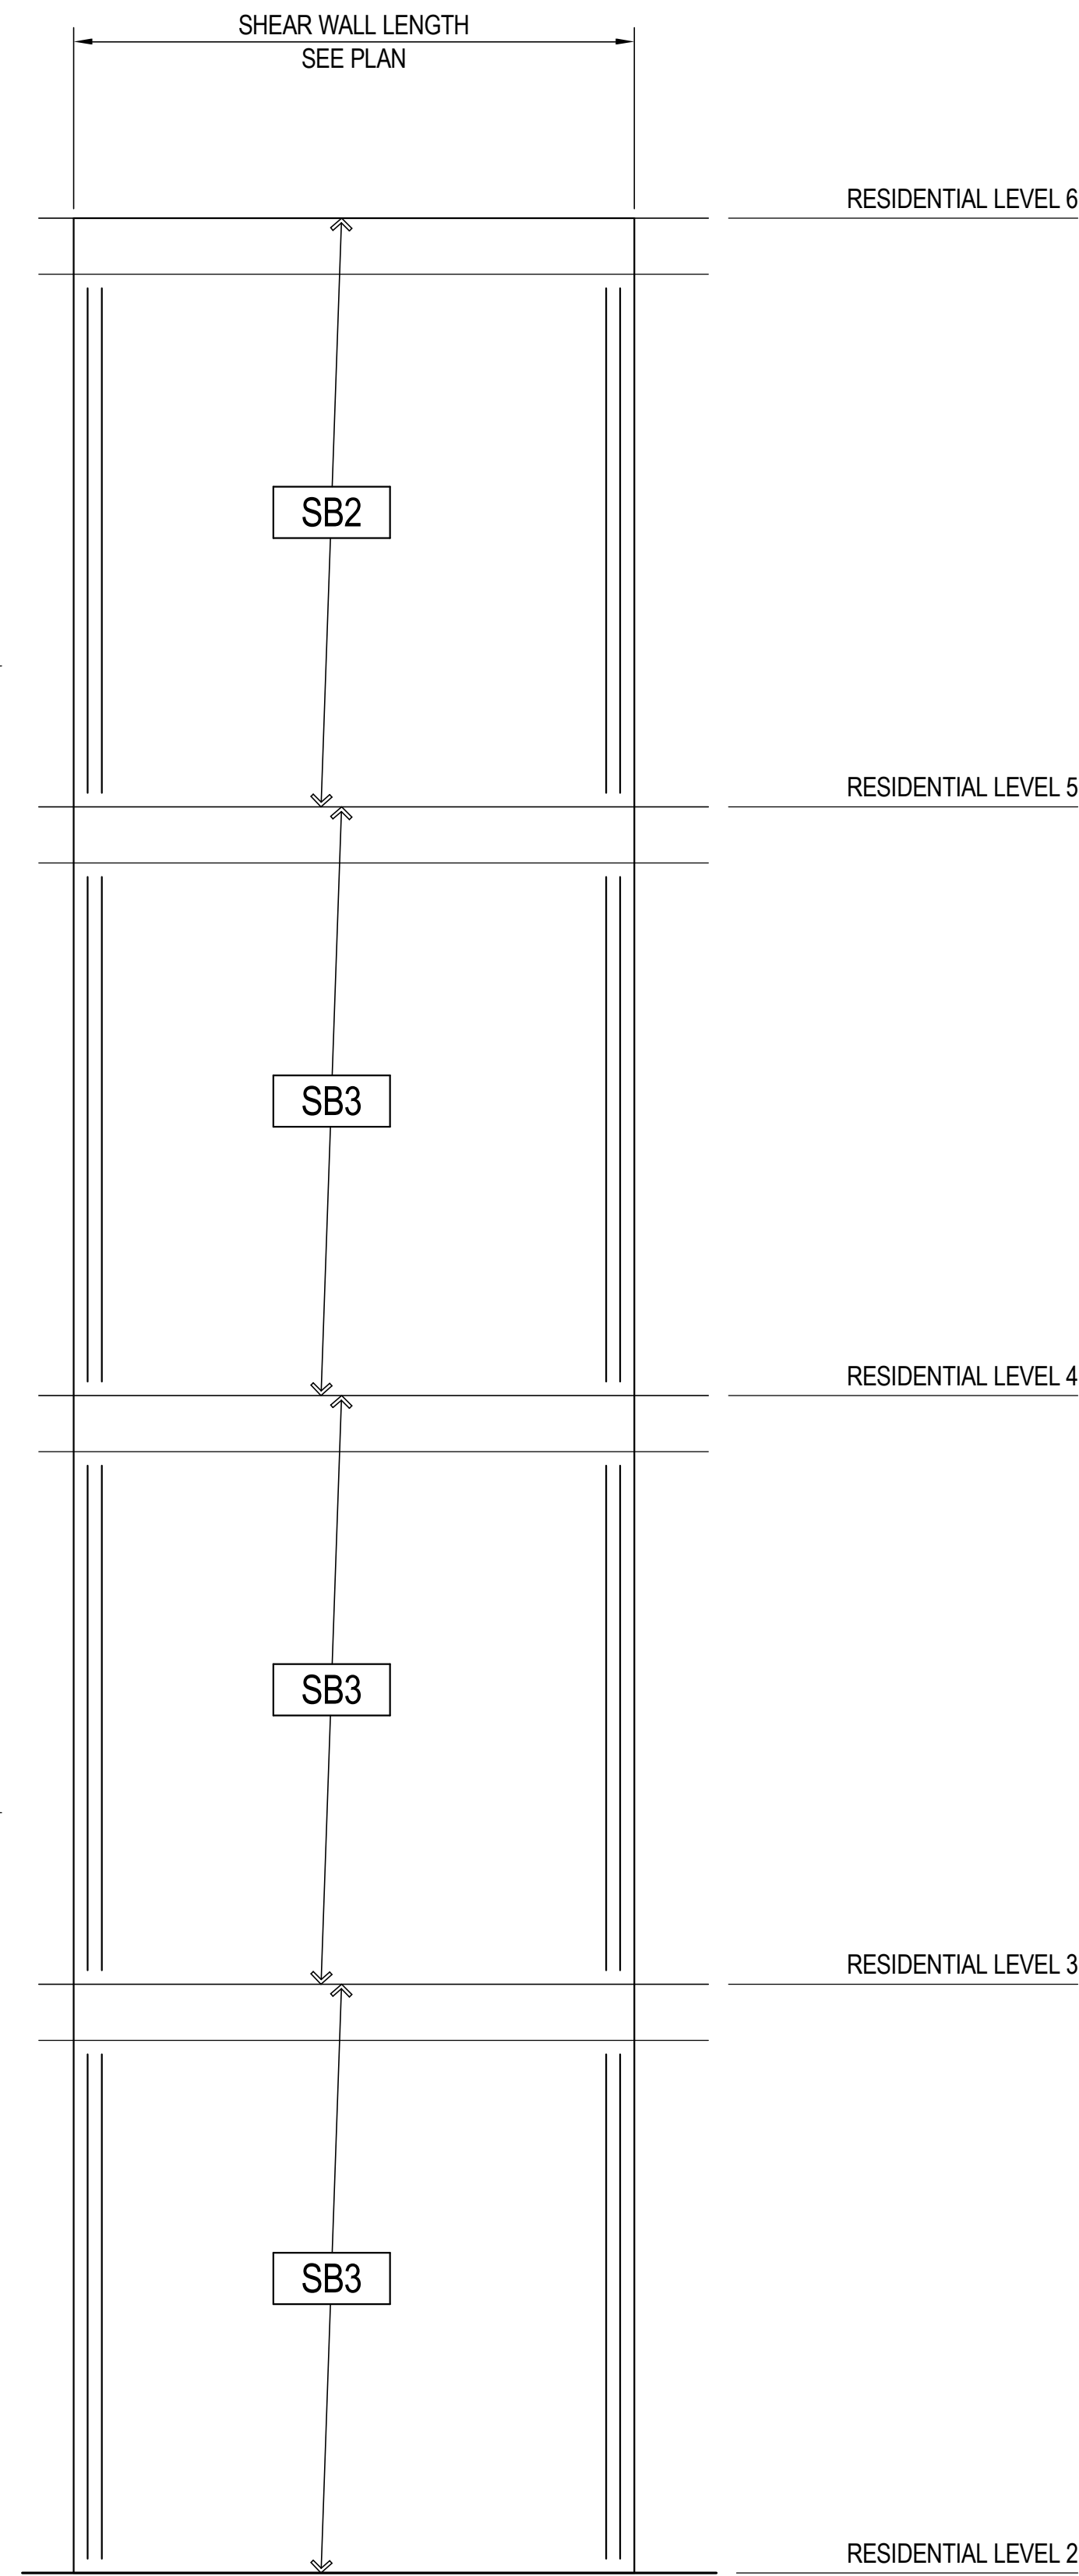 SHEAR WALL LENGTH
SEE PLAN
RESIDENTIAL LEVEL 6
SB2
RESIDENTIAL LEVEL 5
SB3
RESIDENTIAL LEVEL 4
SB3
RESIDENTIAL LEVEL 3
SB3
RESIDENTIAL LEVEL 2